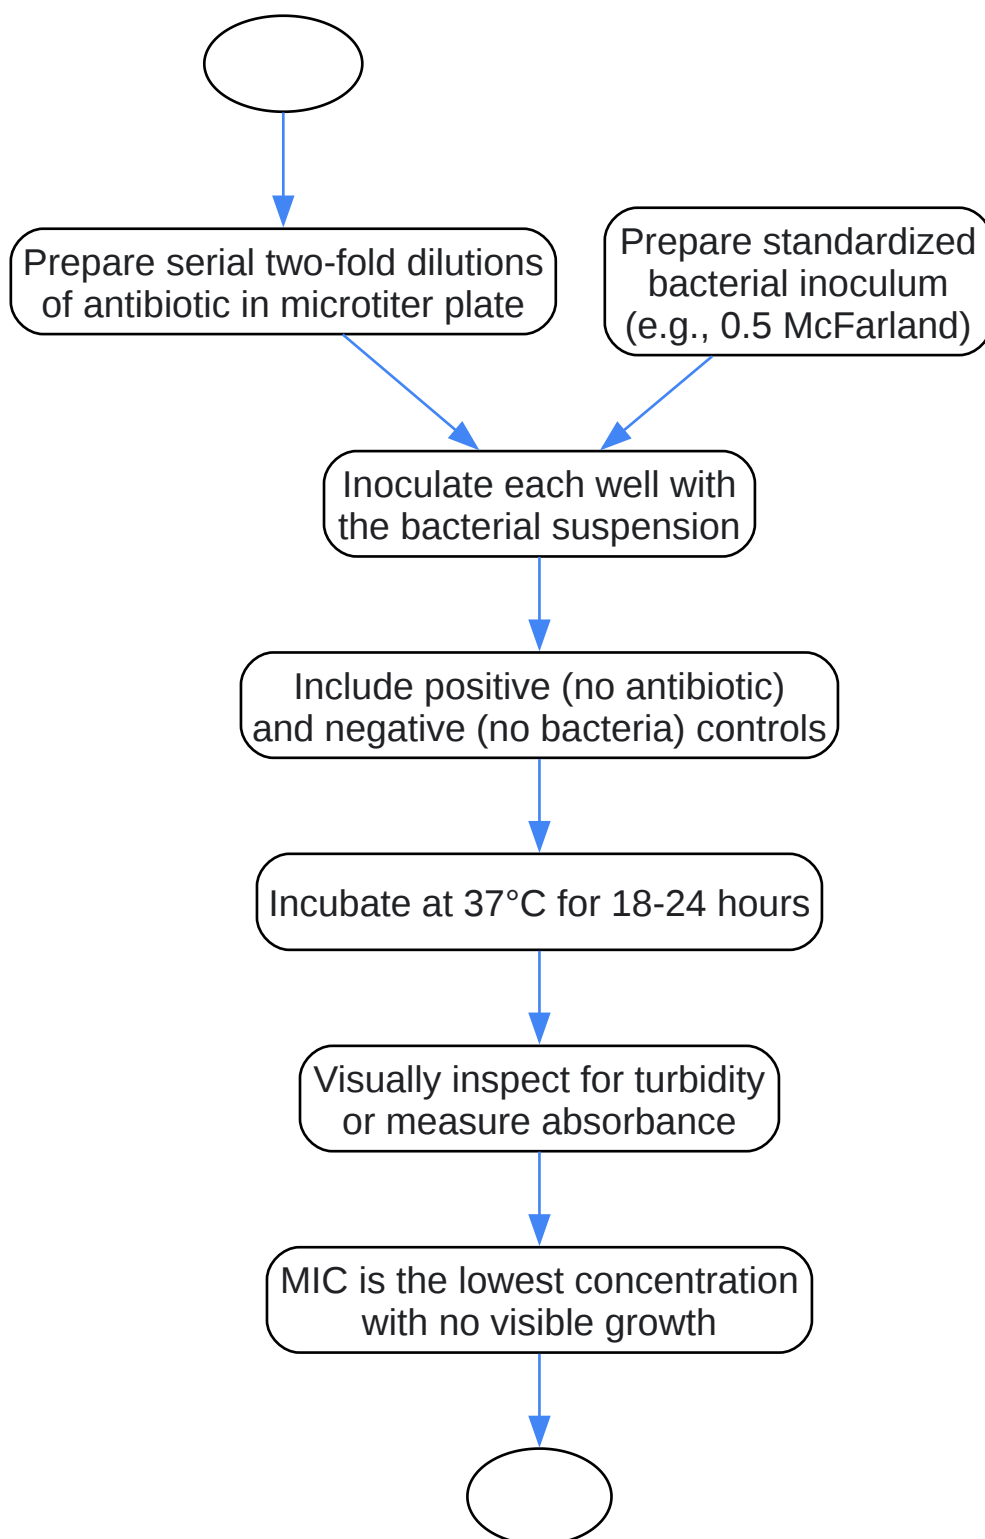 Prepare serial two-fold dilutions
of antibiotic in microtiter plate
Prepare standardized
bacterial inoculum
(e.g., 0.5 McFarland)
Inoculate each well with
the bacterial suspension
Include positive (no antibiotic)
and negative (no bacteria) controls
Incubate at 37°C for 18-24 hours
Visually inspect for turbidity
or measure absorbance
MIC is the lowest concentration
with no visible growth